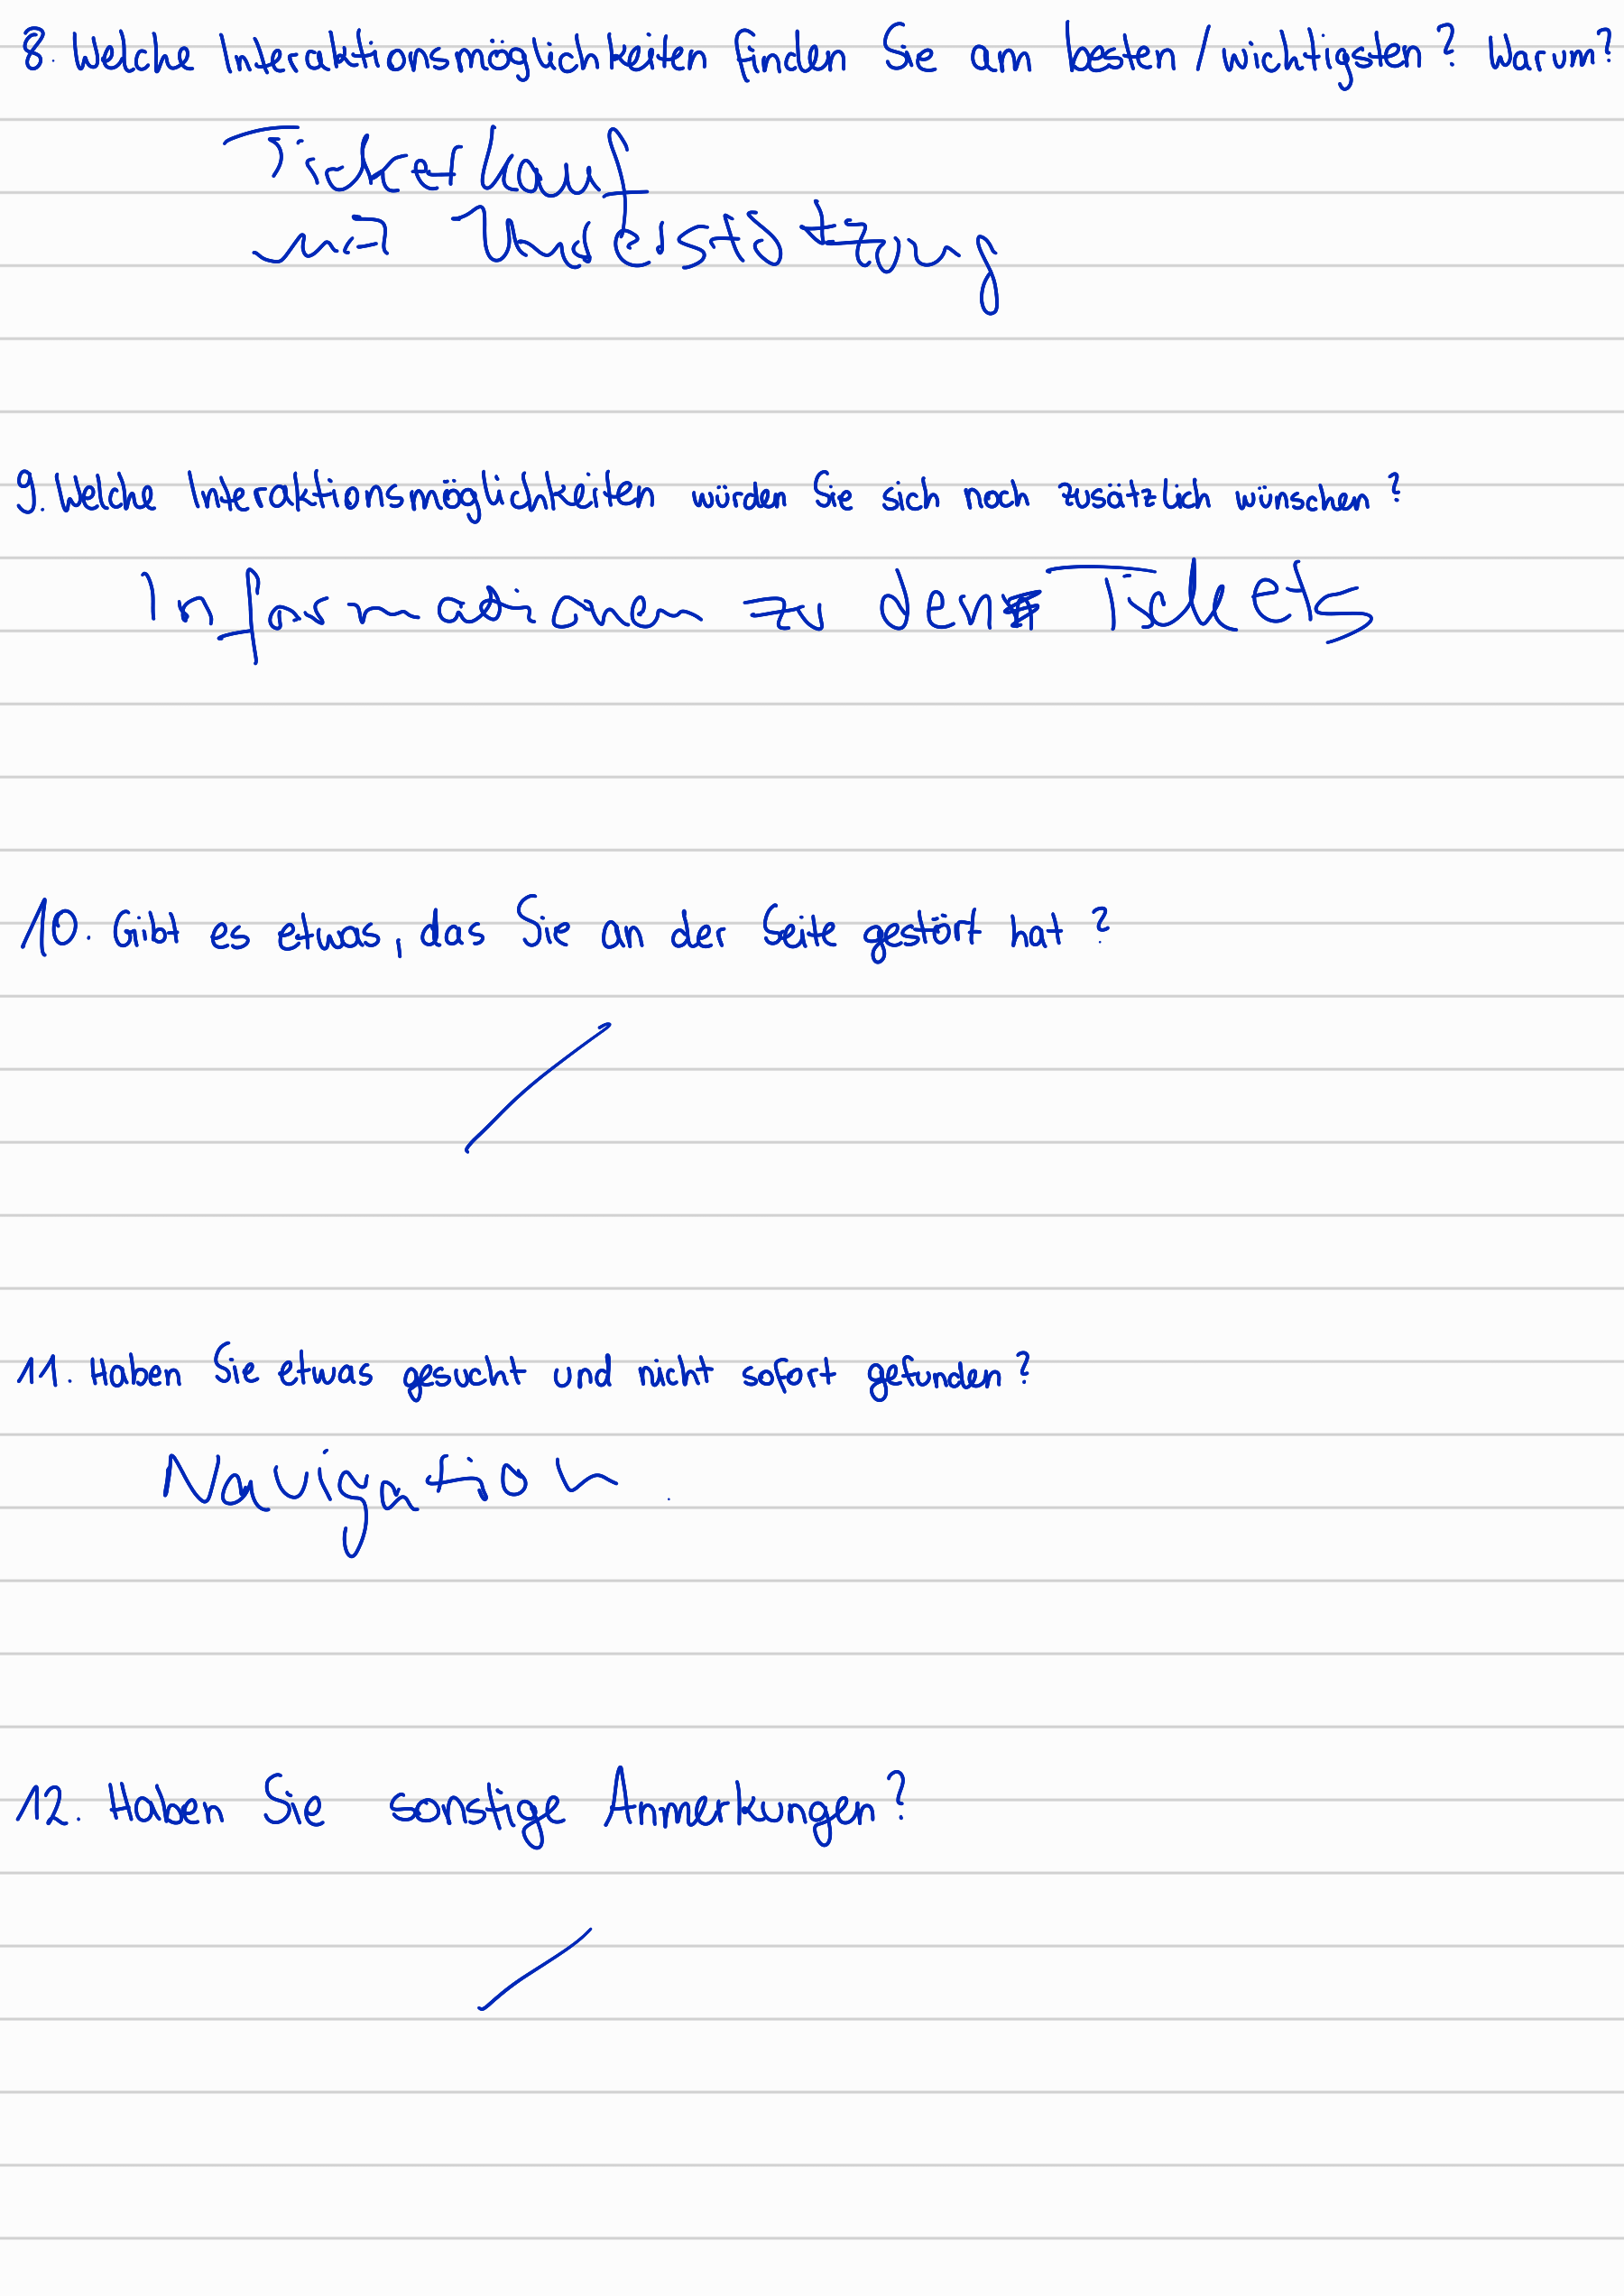 8. Welche Interaktionsmöglichkeiten finden Sie am besten/wichtigsten? Warum?
Ticketkauf
mit Unterstützung
9. Welche Interaktionsmöglichkeiten würden Sie sich noch zusätzlich wünschen?
Informationen zu den Tickets
10. Gibt es etwas, das Sie an der Seite gestört hat?
11. Haben Sie etwas gesucht und nicht sofort gefunden?
Navigation
12. Haben Sie sonstige Anmerkungen?